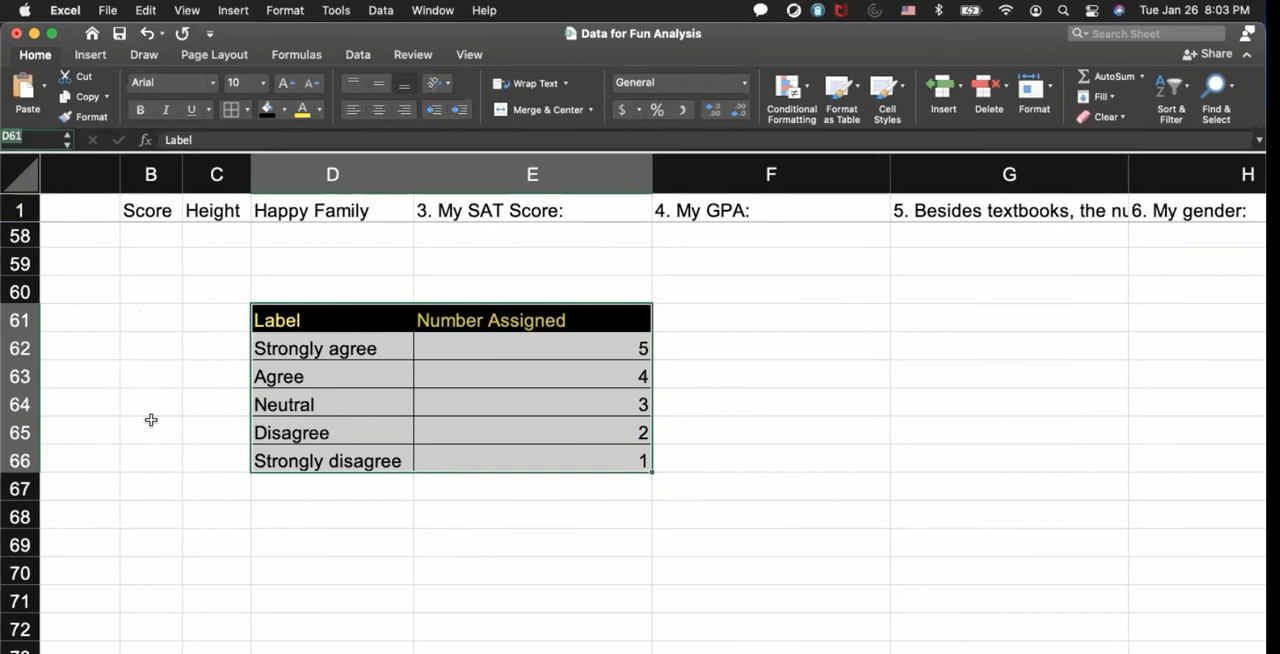 Excel File Edit View Insert Format Tools Data Window Help Tue Jan 26 8:03 PM
Data for Fun Analysis Search Sheet
Home Insert Draw Page Layout Formulas Data Review View Share
Paste Cut Copy Format Arial 10 A A Wrap Text General Conditional Formatting Format as Table Cell Styles Insert Delete Format AutoSum Fill Clear Sort & Filter Find & Select
B I U A Merge & Center $ % )
D61 fx Label
B C D E F G H
1 Score Height Happy Family 3. My SAT Score: 4. My GPA: 5. Besides textbooks, the nu 6. My gender:
58
59
60
61 Label Number Assigned
62 Strongly agree 5
63 Agree 4
64 Neutral 3
65 Disagree 2
66 Strongly disagree 1
67
68
69
70
71
72